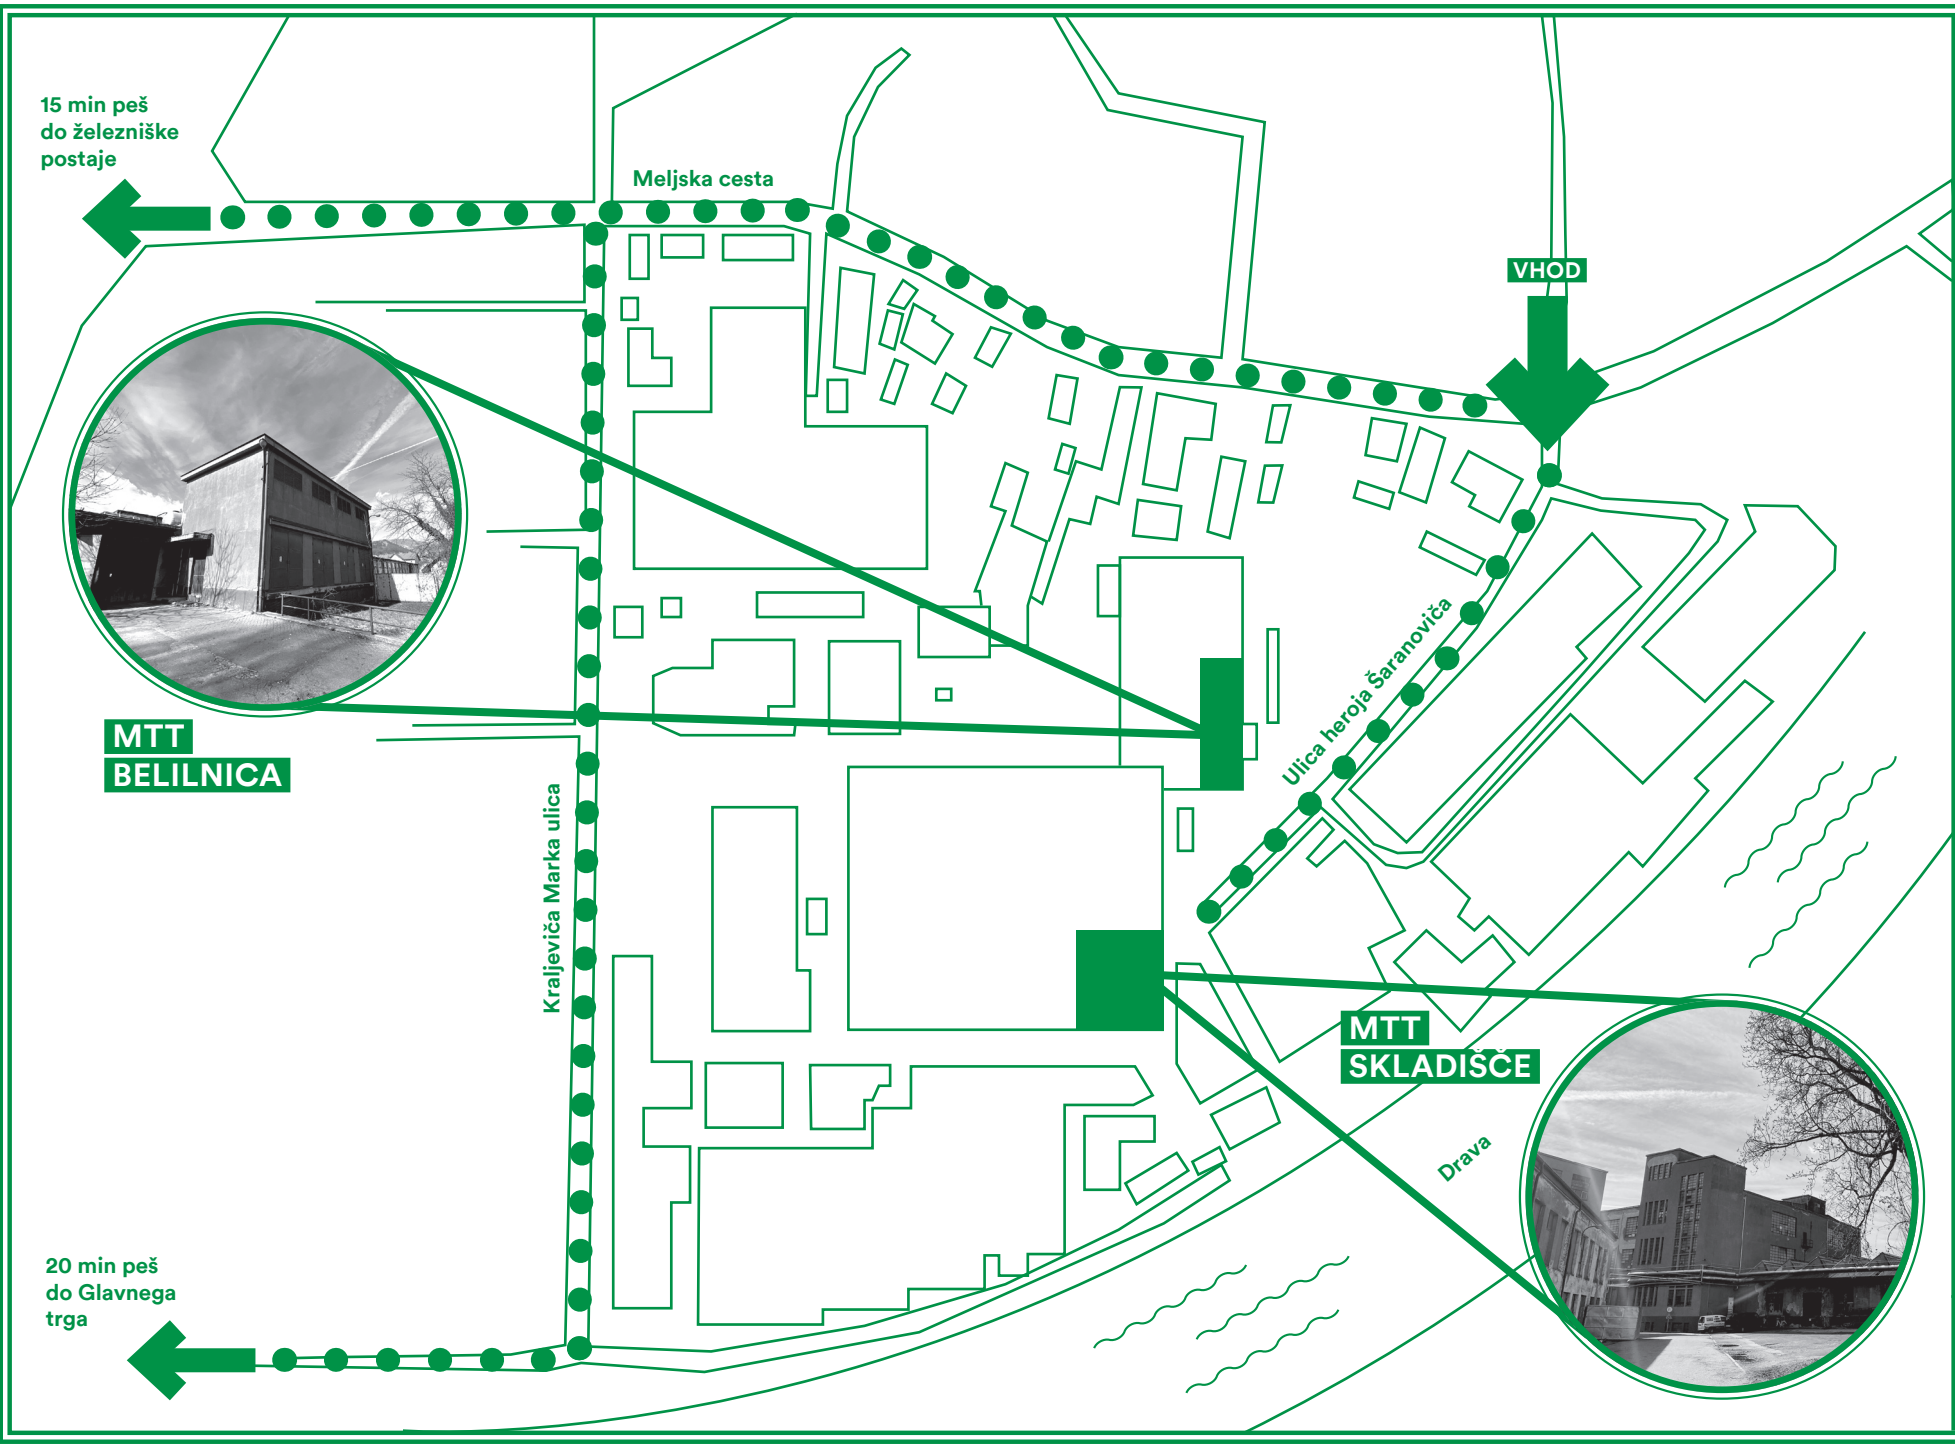 15 min peš
do železniške
postaje
Meljska cesta
VHOD
Ulica heroja Šaranoviča
MTT
BELILNICA
Kraljeviča Marka ulica
MTT
SKLADIŠČE
Drava
20 min peš
do Glavnega
trga